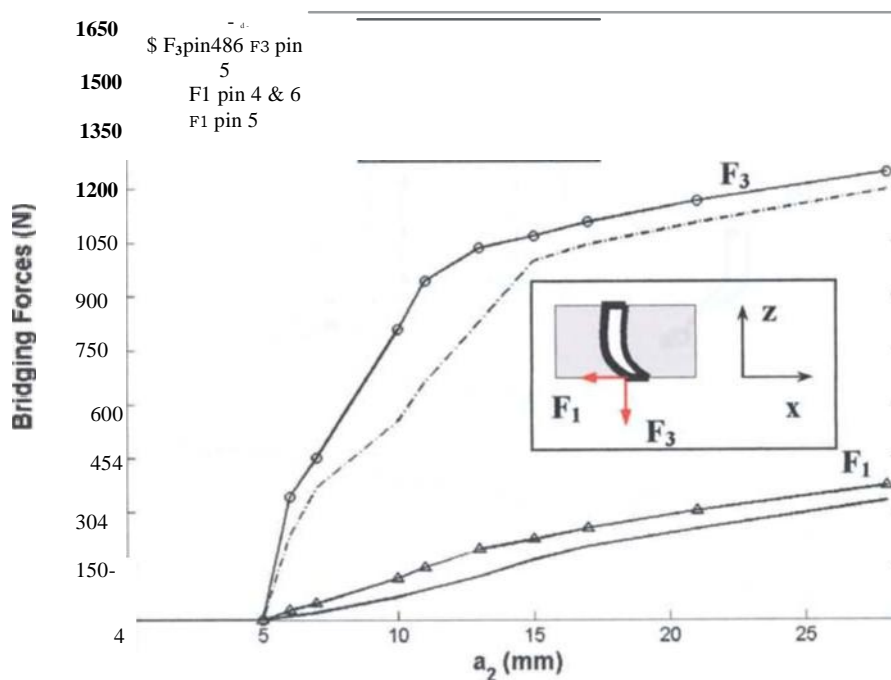 1650
$ F₃pin486 F3 pin
5
1500
F1 pin 4 & 6
1350
F1 pin 5
1200
1050
900
750
600
454
304
150-
4
Bridging Forces (N)
F₃
z
x
F₁
F₃
F₁
5
10
15
20
25
a₂ (mm)